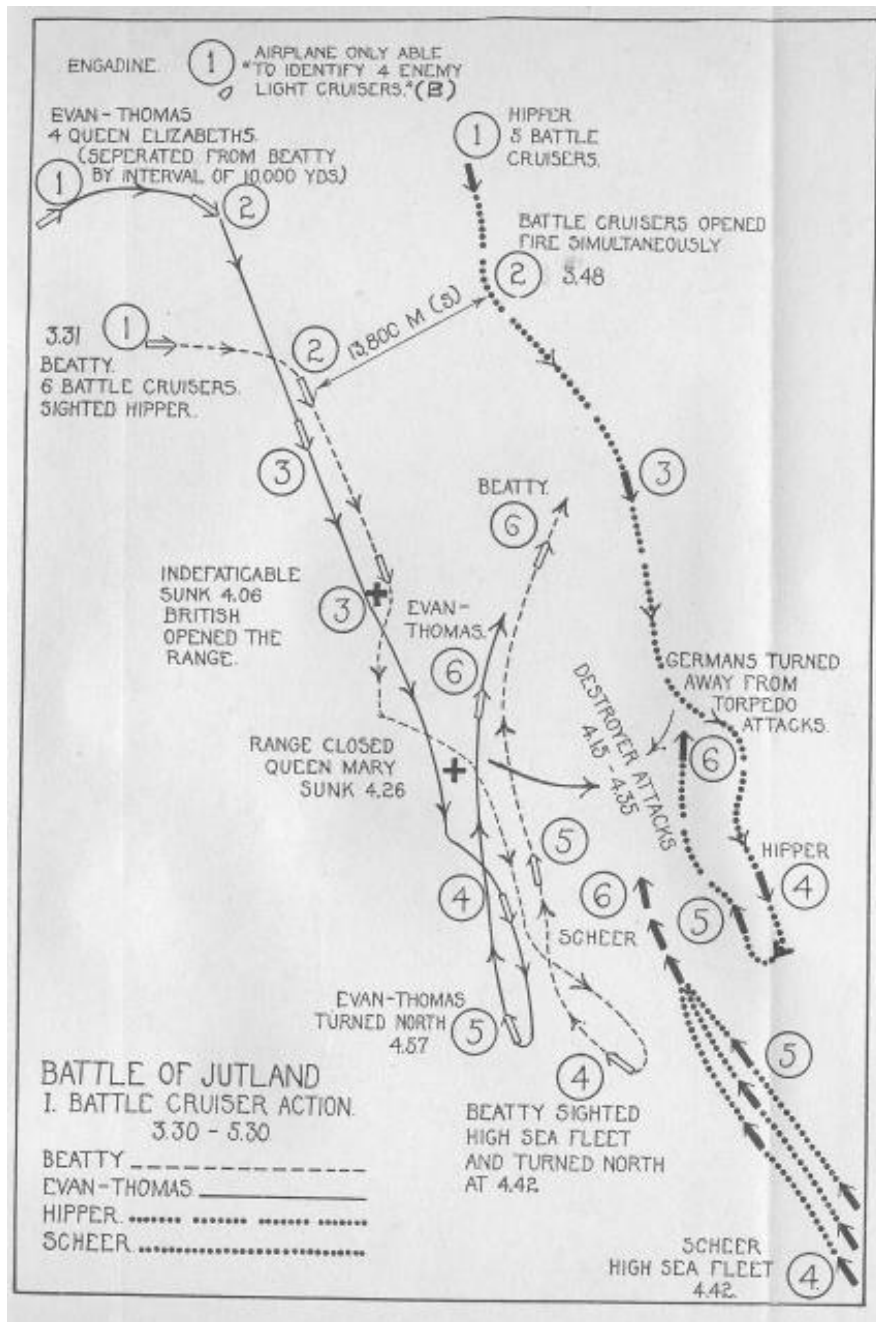 ENGADINE.
1
AIRPLANE ONLY ABLE
"TO IDENTIFY 4 ENEMY
LIGHT CRUISERS." (B)
EVAN-THOMAS
4 QUEEN ELIZABETHS.
(SEPERATED FROM BEATTY
BY INTERVAL OF 10,000 YDS)
1
2
1
HIPPER
5 BATTLE
CRUISERS.
BATTLE CRUISERS OPENED
FIRE SIMULTANEOUSLY
2
3.48
13,800 M (S)
3.31
1
BEATTY.
6 BATTLE CRUISERS.
SIGHTED HIPPER.
2
3
3
BEATTY.
6
INDEFATICABLE
SUNK 4.06
BRITISH
OPENED THE
RANGE.
3
EVAN-
THOMAS.
6
GERMANS TURNED
AWAY FROM
TORPEDO
ATTACKS.
DESTROYER ATTACKS
4.15 - 4.35
6
RANGE CLOSED
QUEEN MARY
SUNK 4.26
HIPPER
4
5
5
4
6
SCHEER
EVAN-THOMAS
TURNED NORTH
4.57
5
4
BEATTY SIGHTED
HIGH SEA FLEET
AND TURNED NORTH
AT 4.42
5
SCHEER
HIGH SEA FLEET
4.42.
4
BATTLE OF JUTLAND
I. BATTLE CRUISER ACTION.
3.30 - 5.30
BEATTY
EVAN-THOMAS
HIPPER
SCHEER